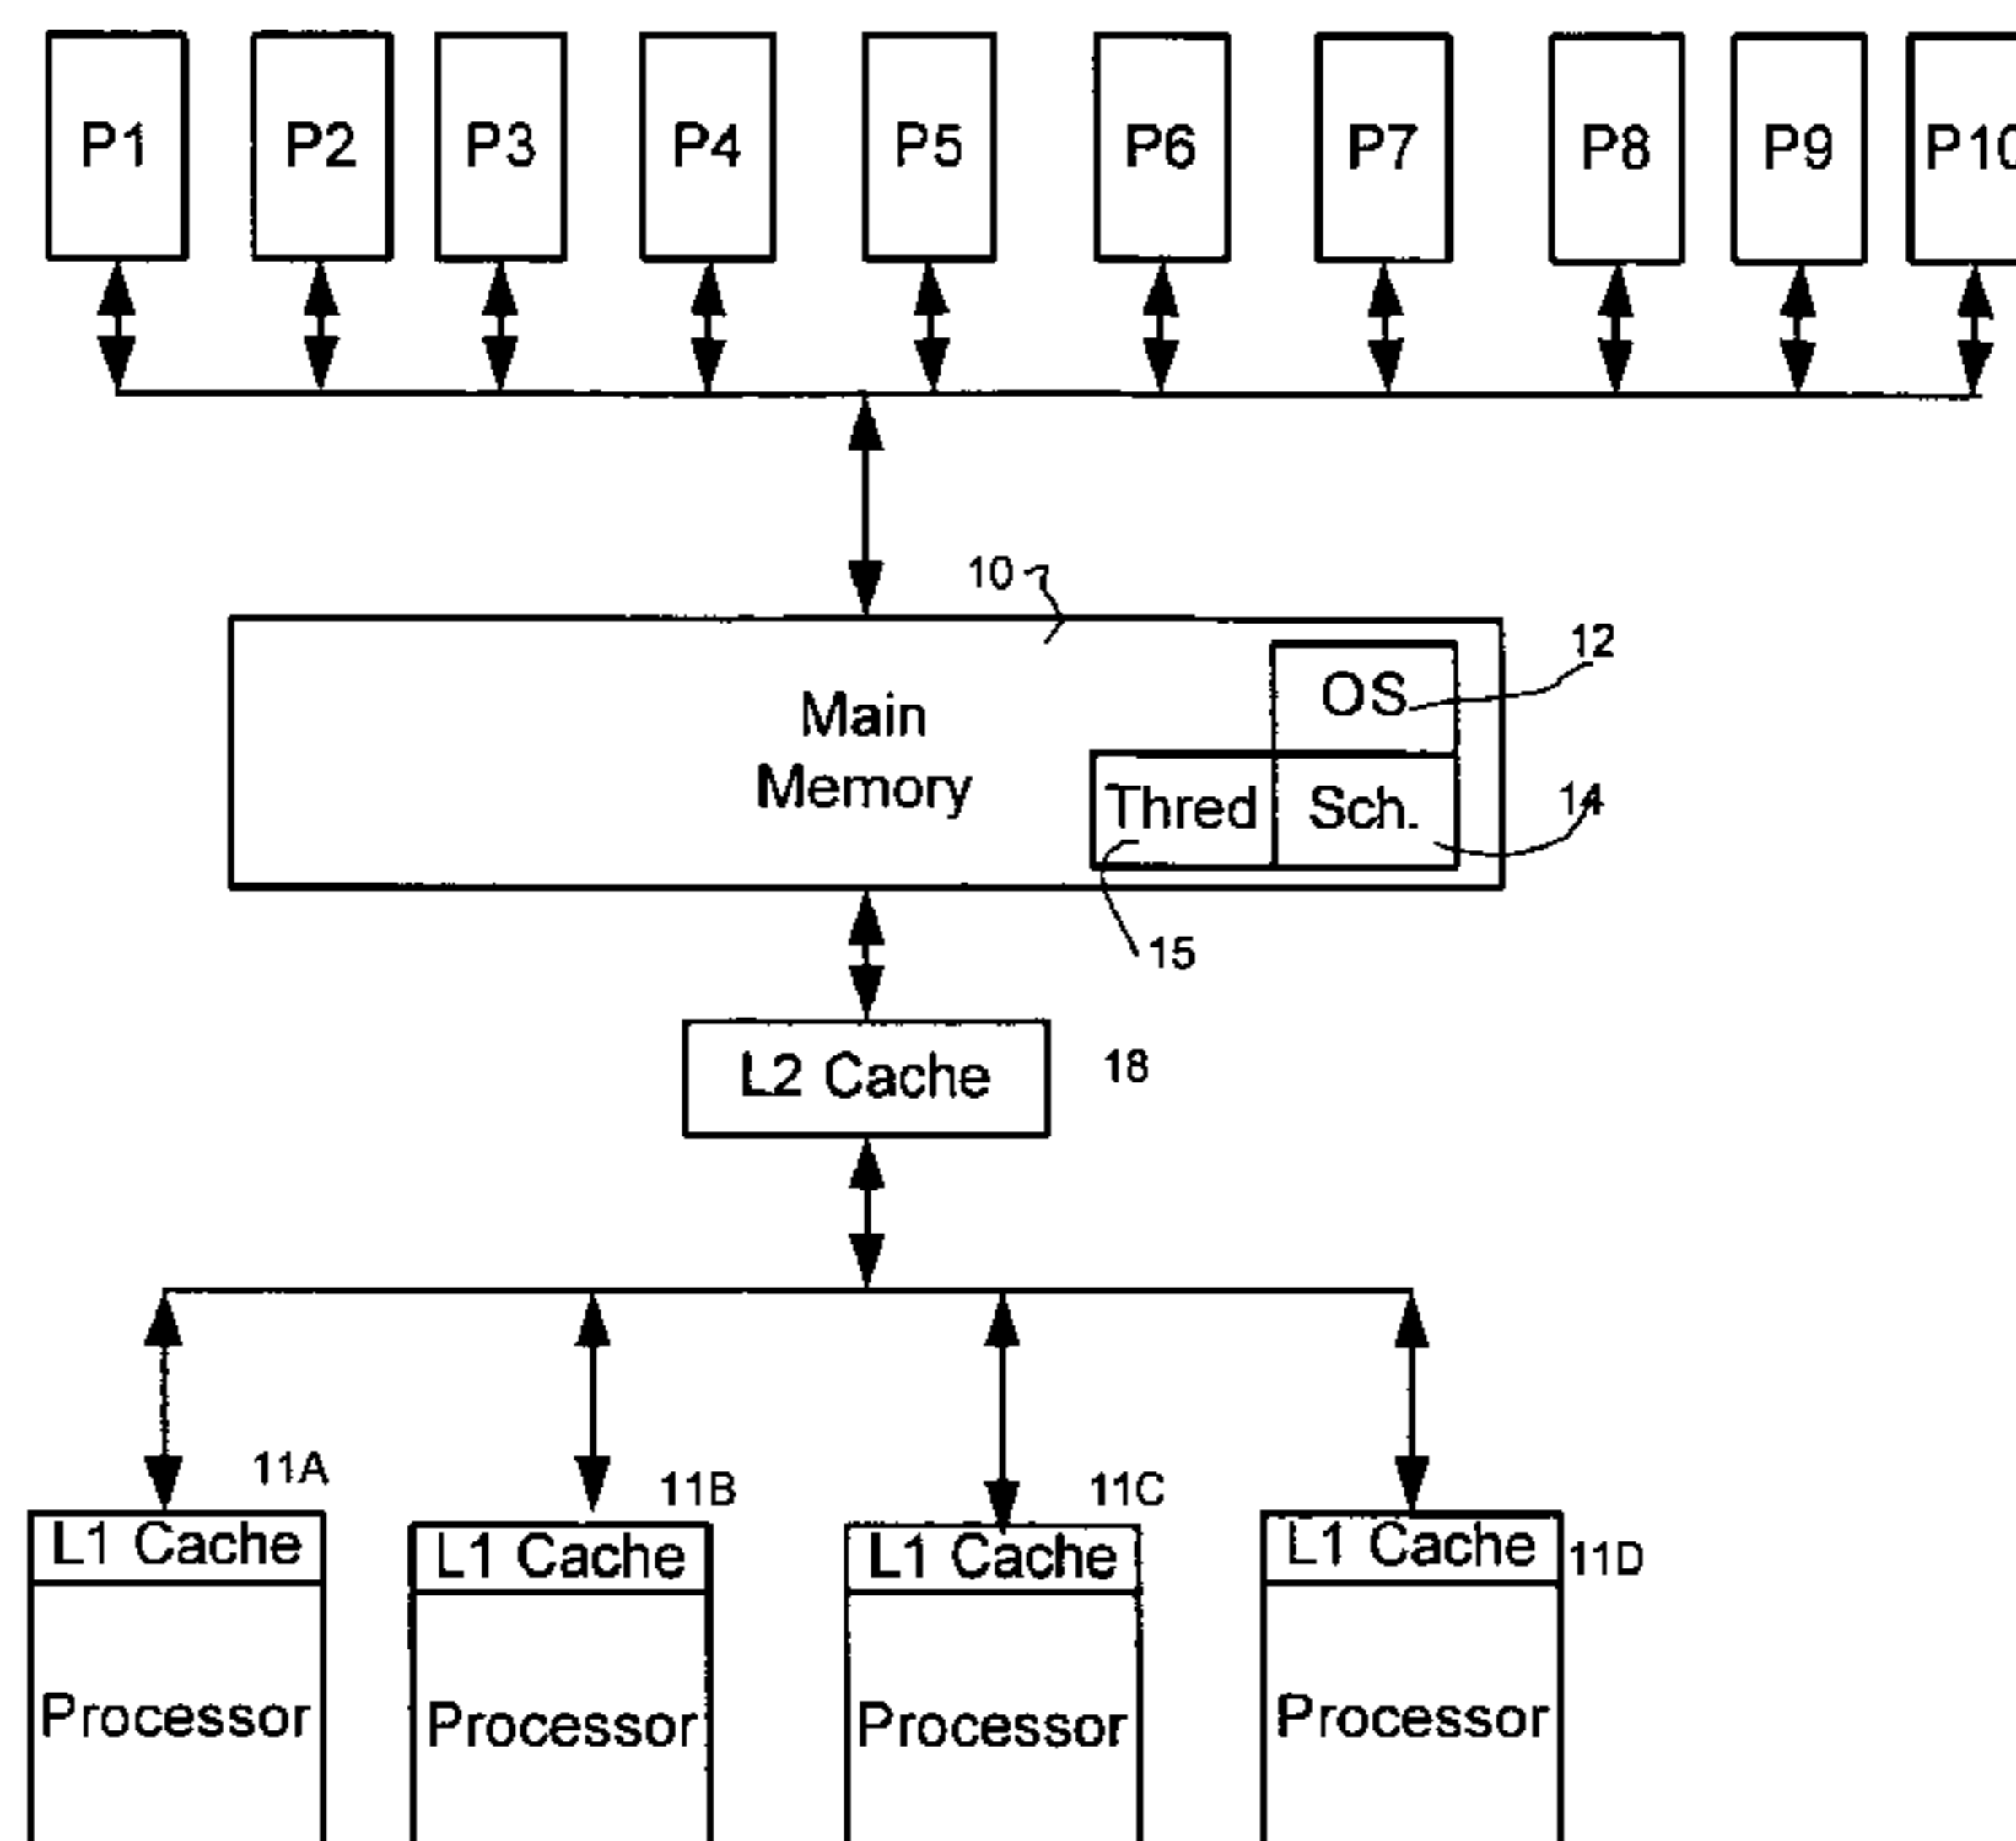 P1 P2 P3 P4 P5 P6 P7 P8 P9 P10
10
12
OS
Main
Memory
Thred
Sch.
14
15
L2 Cache
18
11A
11B
11C
L1 Cache
L1 Cache
L1 Cache
L1 Cache
11D
Processor
Processor
Processor
Processor